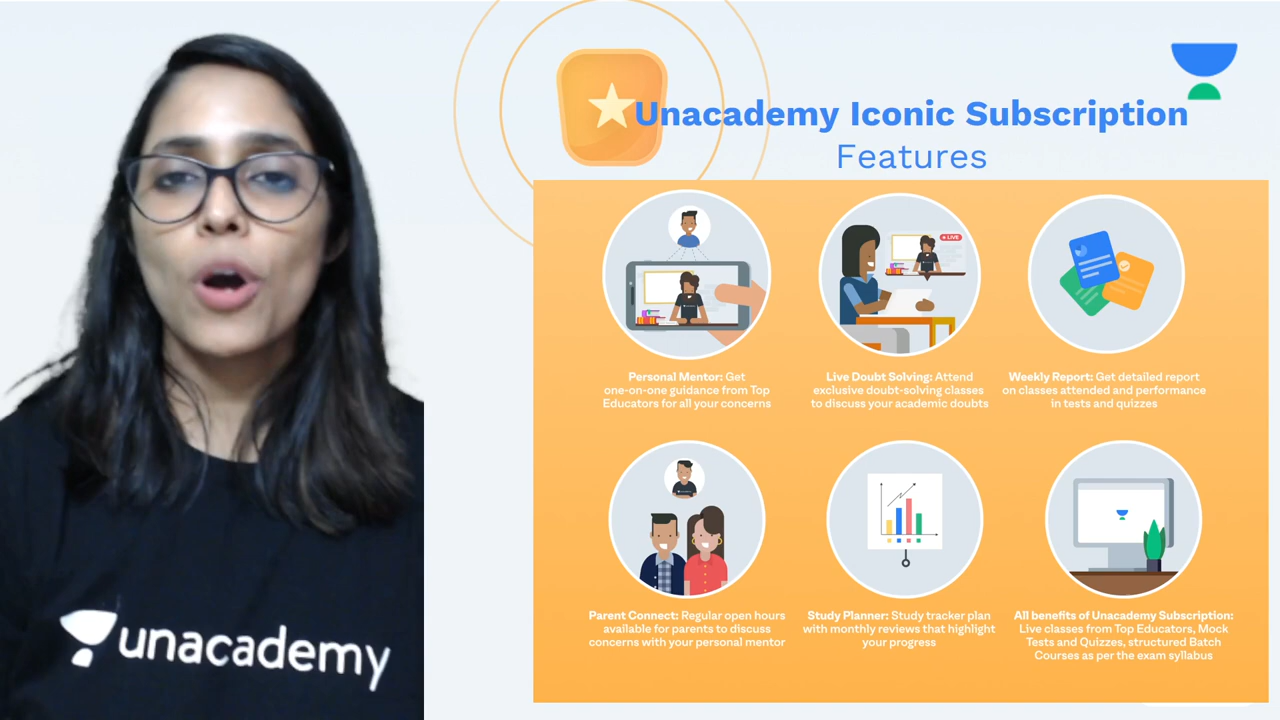 Unacademy Iconic Subscription
Features
LIVE
Personal Mentor: Get
one-on-one guidance from Top
Educators for all your concerns
Live Doubt Solving: Attend
exclusive doubt-solving classes
to discuss your academic doubts
Weekly Report: Get detailed report
on classes attended and performance
in tests and quizzes
Parent Connect: Regular open hours
available for parents to discuss
concerns with your personal mentor
Study Planner: Study tracker plan
with monthly reviews that highlight
your progress
All benefits of Unacademy Subscription:
Live classes from Top Educators, Mock
Tests and Quizzes, structured Batch
Courses as per the exam syllabus
unacademy